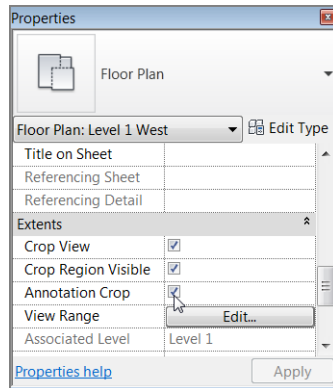 Properties
Floor Plan
Floor Plan: Level 1 West Edit Type
Title on Sheet
Referencing Sheet
Referencing Detail
Extents
Crop View
Crop Region Visible
Annotation Crop
View Range Edit...
Associated Level Level 1
Properties help Apply